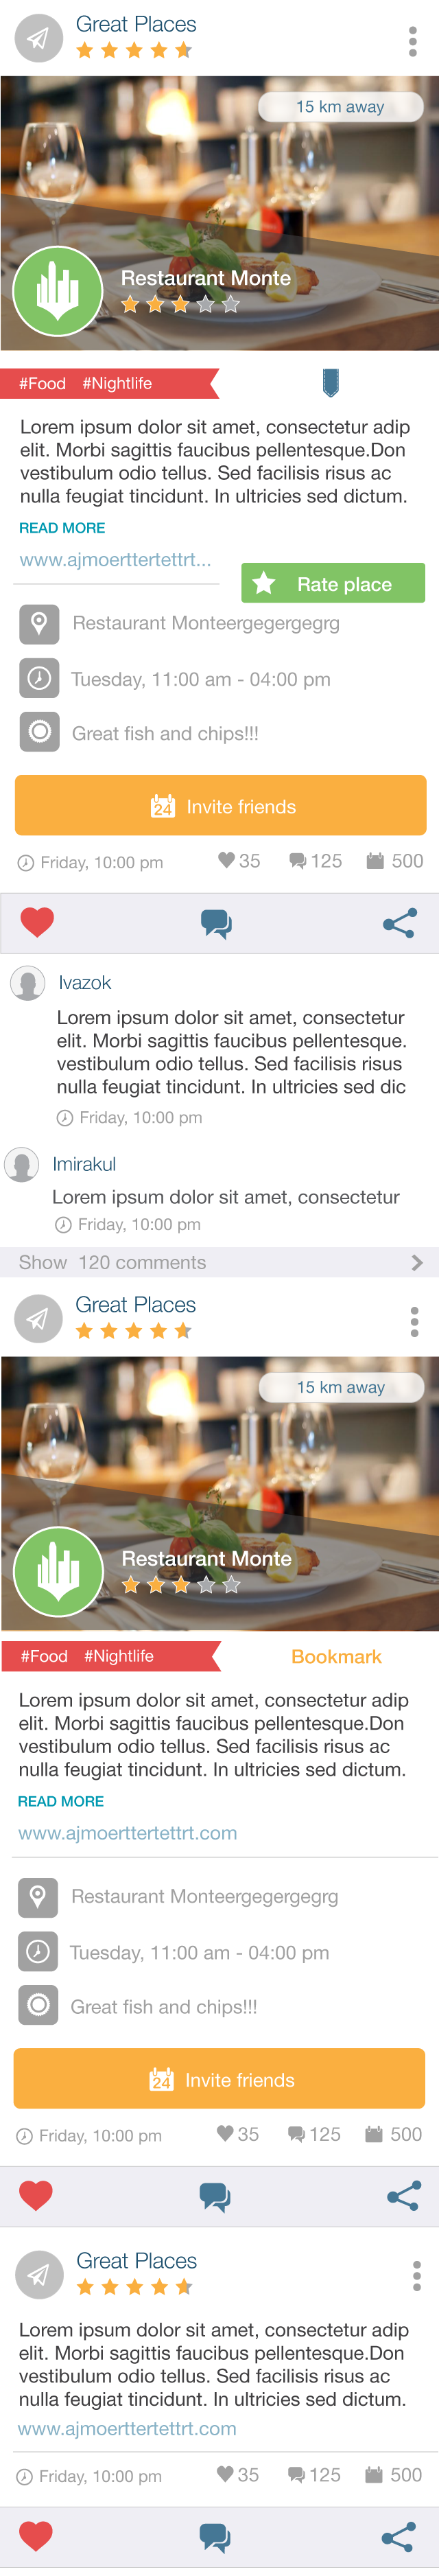 Great Places
15 km away
Restaurant Monte
#Food #Nightlife
Lorem ipsum dolor sit amet, consectetur adip
elit. Morbi sagittis faucibus pellentesque.Don
vestibulum odio tellus. Sed facilisis risus ac
nulla feugiat tincidunt. In ultricies sed dictum.
READ MORE
www.ajmoerttertettrt...
Rate place
Restaurant Monteergegergegrg
Tuesday, 11:00 am - 04:00 pm
Great fish and chips!!!
24 Invite friends
Friday, 10:00 pm 35 125 500
Ivazok
Lorem ipsum dolor sit amet, consectetur
elit. Morbi sagittis faucibus pellentesque.
vestibulum odio tellus. Sed facilisis risus
nulla feugiat tincidunt. In ultricies sed dic
Friday, 10:00 pm
Imirakul
Lorem ipsum dolor sit amet, consectetur
Friday, 10:00 pm
Show 120 comments
Great Places
15 km away
Restaurant Monte
#Food #Nightlife Bookmark
Lorem ipsum dolor sit amet, consectetur adip
elit. Morbi sagittis faucibus pellentesque.Don
vestibulum odio tellus. Sed facilisis risus ac
nulla feugiat tincidunt. In ultricies sed dictum.
READ MORE
www.ajmoerttertettrt.com
Restaurant Monteergegergegrg
Tuesday, 11:00 am - 04:00 pm
Great fish and chips!!!
24 Invite friends
Friday, 10:00 pm 35 125 500
Great Places
Lorem ipsum dolor sit amet, consectetur adip
elit. Morbi sagittis faucibus pellentesque.Don
vestibulum odio tellus. Sed facilisis risus ac
nulla feugiat tincidunt. In ultricies sed dictum.
www.ajmoerttertettrt.com
Friday, 10:00 pm 35 125 500